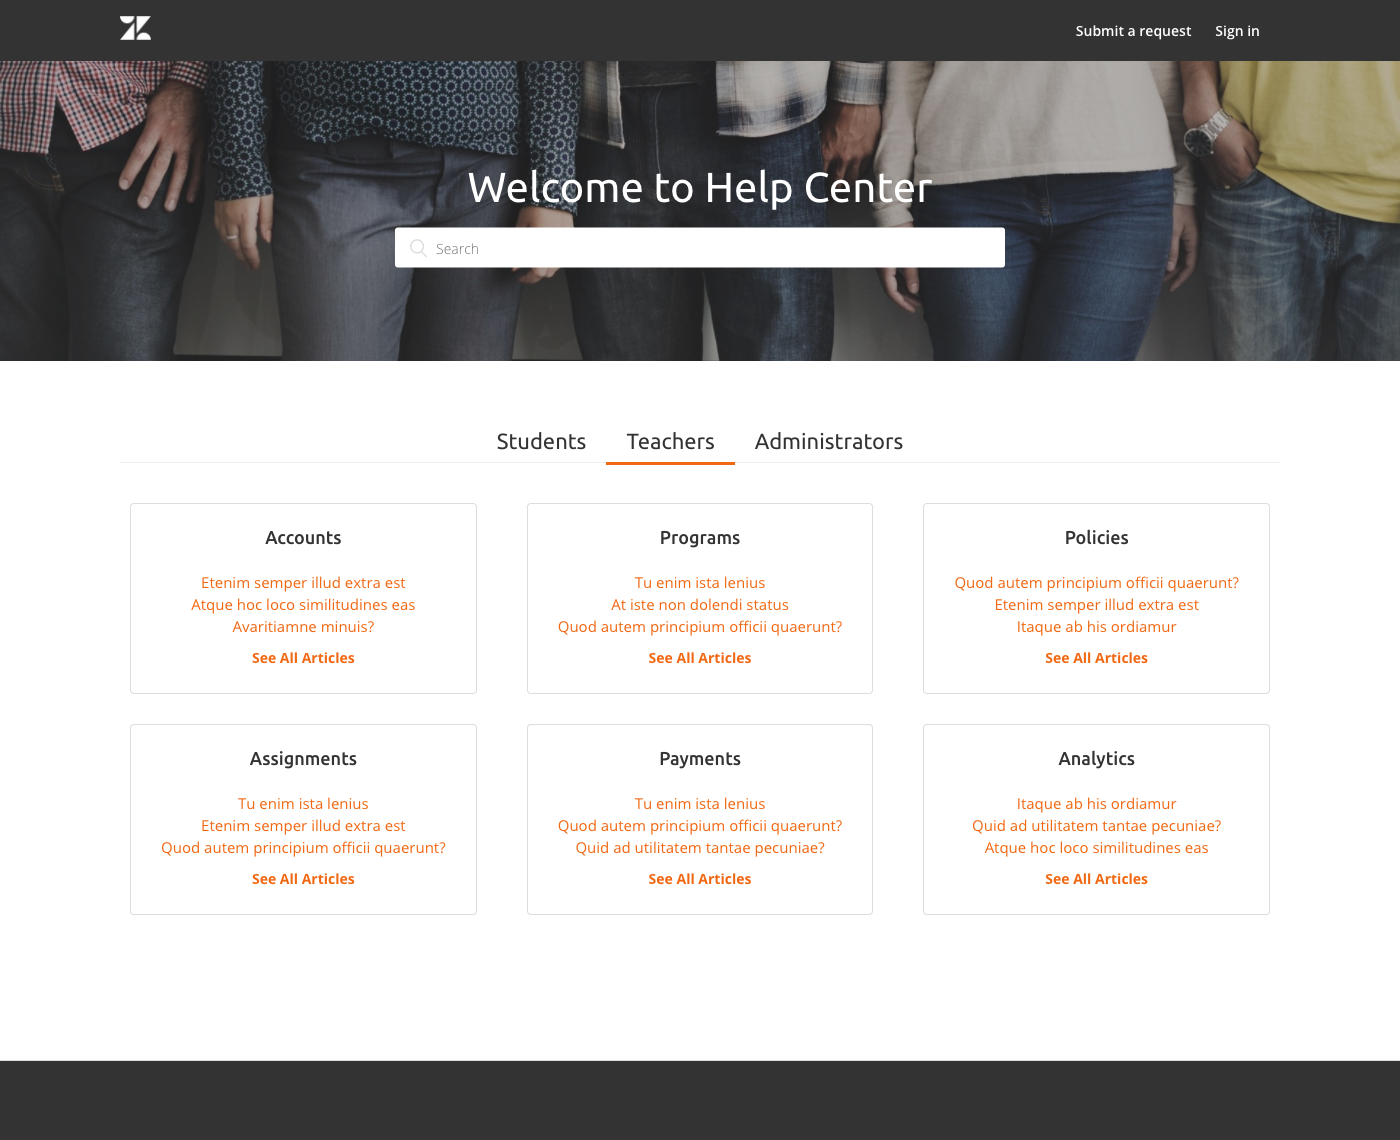 Submit a request
Sign in
Welcome to Help Center
Search
Students
Teachers
Administrators
Accounts
Etenim semper illud extra est
Atque hoc loco similitudines eas
Avaritiamne minuis?
See All Articles
Programs
Tu enim ista lenius
At iste non dolendi status
Quod autem principium officii quaerunt?
See All Articles
Policies
Quod autem principium officii quaerunt?
Etenim semper illud extra est
Itaque ab his ordiamur
See All Articles
Assignments
Tu enim ista lenius
Etenim semper illud extra est
Quod autem principium officii quaerunt?
See All Articles
Payments
Tu enim ista lenius
Quod autem principium officii quaerunt?
Quid ad utilitatem tantae pecuniae?
See All Articles
Analytics
Itaque ab his ordiamur
Quid ad utilitatem tantae pecuniae?
Atque hoc loco similitudines eas
See All Articles